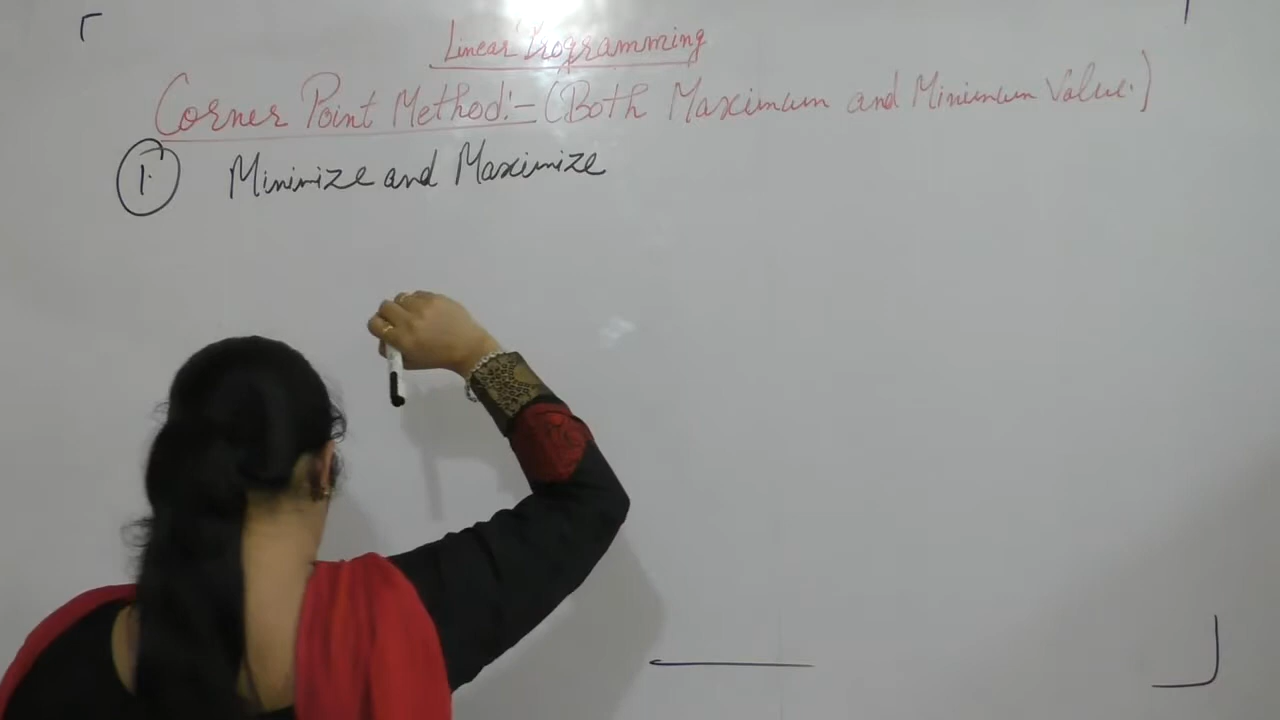 Linear Programming
Corner Point Method:- (Both Maximum and Minimum Value.)
1. Minimize and Maximize